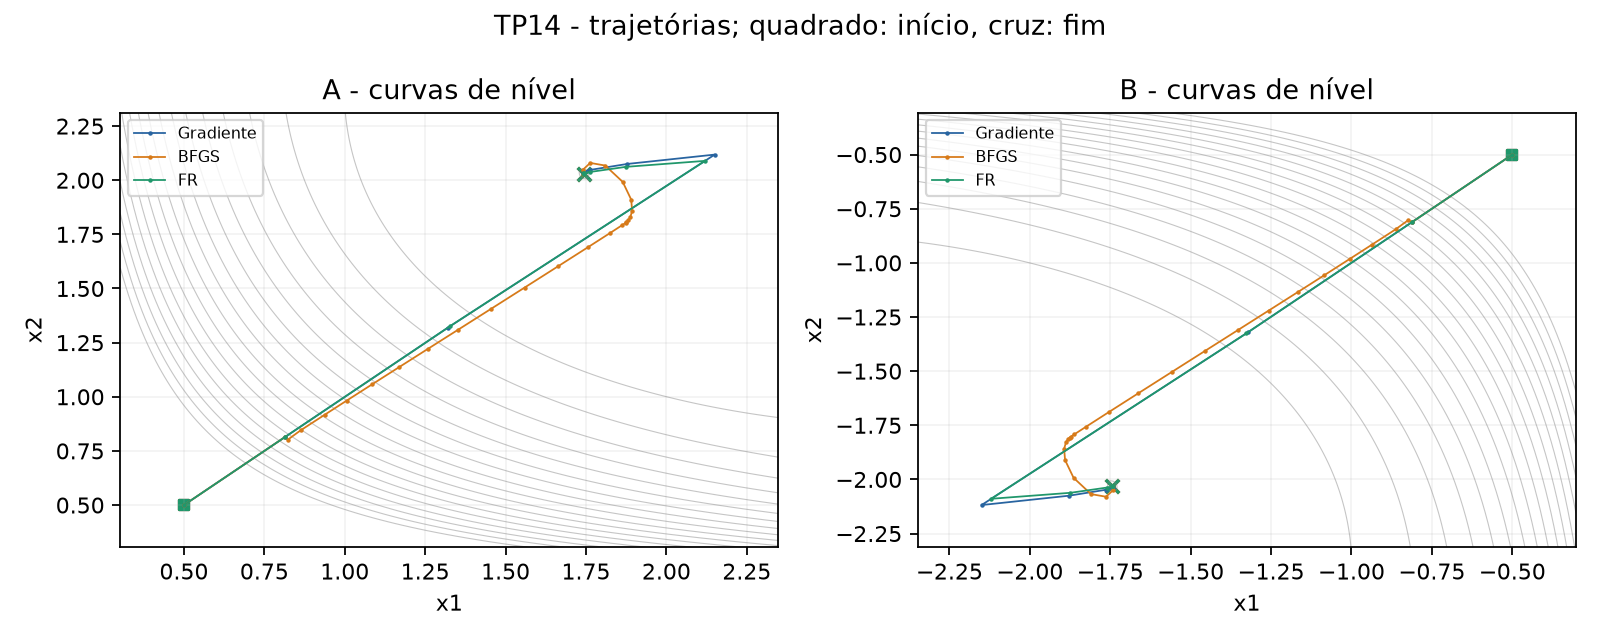 TP14 - trajetórias; quadrado: início, cruz: fim
A - curvas de nível
Gradiente
BFGS
FR
2.25
2.00
1.75
1.50
1.25
1.00
0.75
0.50
x2
0.50 0.75 1.00 1.25 1.50 1.75 2.00 2.25
x1
B - curvas de nível
Gradiente
BFGS
FR
−0.50
−0.75
−1.00
−1.25
−1.50
−1.75
−2.00
−2.25
x2
−2.25 −2.00 −1.75 −1.50 −1.25 −1.00 −0.75 −0.50
x1